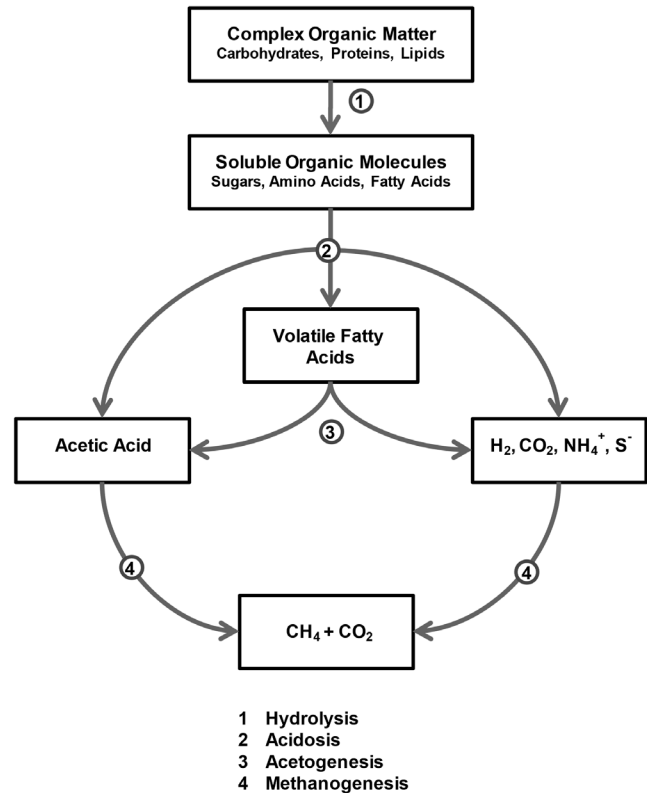 Complex Organic Matter
Carbohydrates, Proteins, Lipids
1
Soluble Organic Molecules
Sugars, Amino Acids, Fatty Acids
2
Volatile Fatty
Acids
Acetic Acid
3
H₂, CO₂, NH₄⁺, S⁻
4
4
CH₄ + CO₂
1 Hydrolysis
2 Acidosis
3 Acetogenesis
4 Methanogenesis